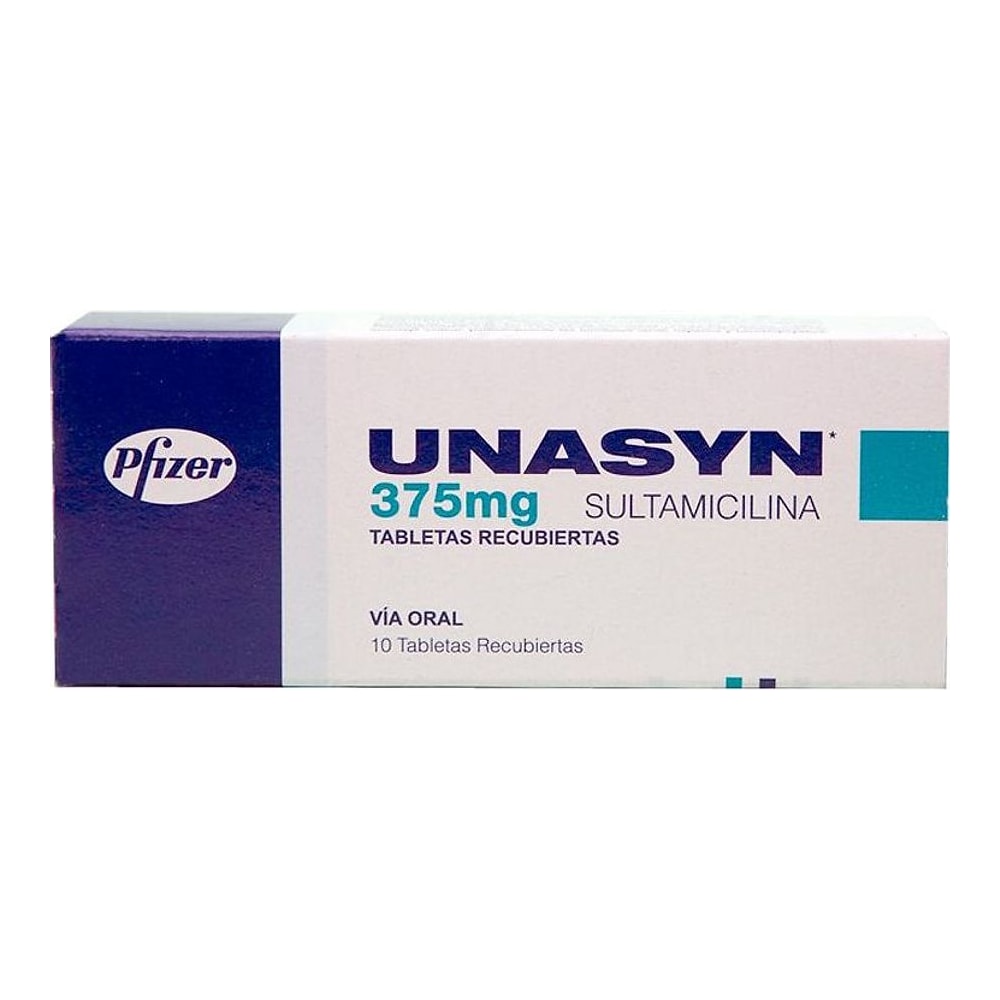 Pfizer
UNASYN*
375mg SULTAMICILINA
TABLETAS RECUBIERTAS
VÍA ORAL
10 Tabletas Recubiertas